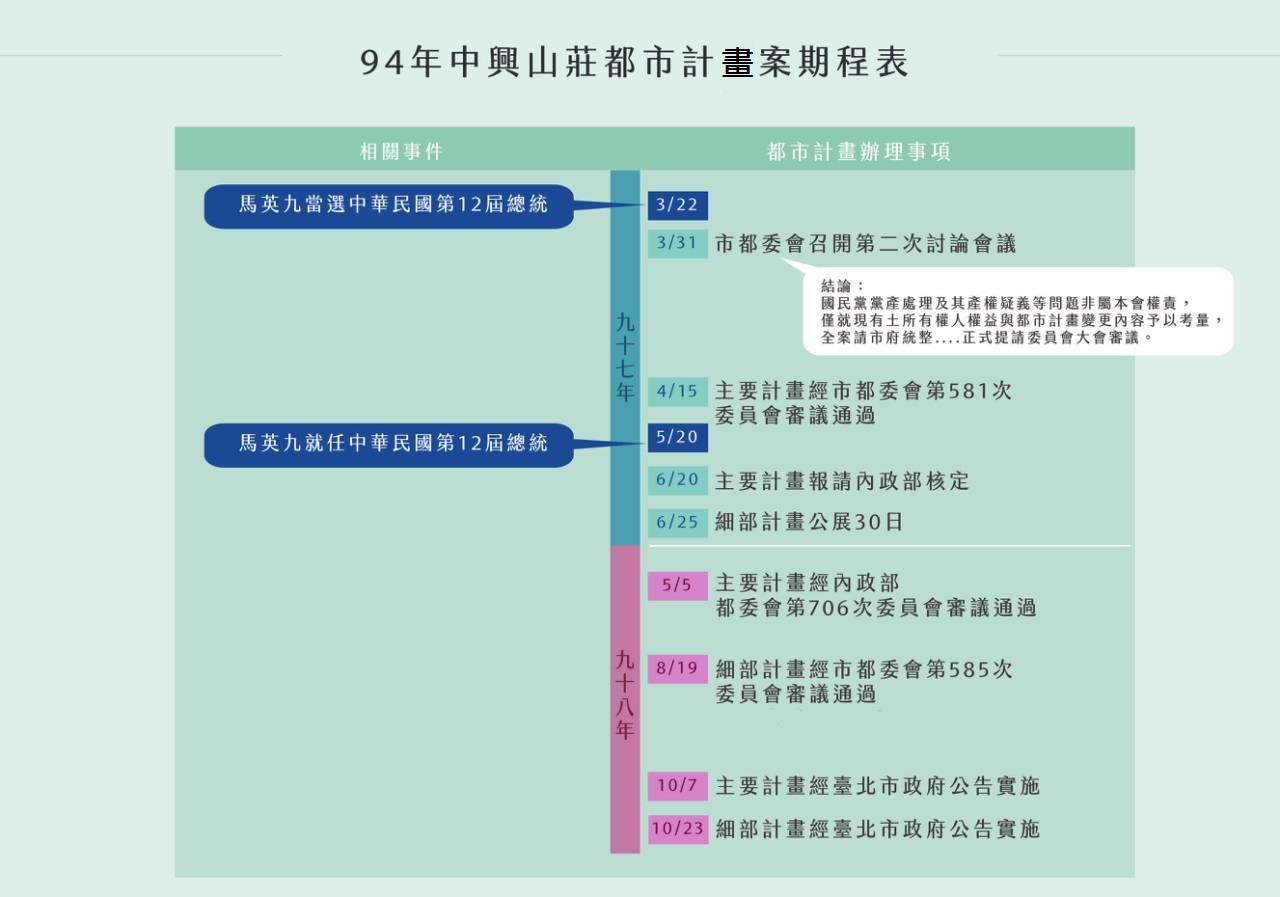 94年中興山莊都市計畫案期程表
相關事件
都市計畫辦理事項
馬英九當選中華民國第12屆總統
3/22
3/31 市都委會召開第二次討論會議
結論：
國民黨黨產處理及其產權疑義等問題非屬本會權責，
僅就現有土所有權人權益與都市計畫變更內容予以考量，
全案請市府統整....正式提請委員會大會審議。
九十七年
4/15 主要計畫經市都委會第581次
委員會審議通過
馬英九就任中華民國第12屆總統
5/20
6/20 主要計畫報請內政部核定
6/25 細部計畫公展30日
九十八年
5/5 主要計畫經內政部
都委會第706次委員會審議通過
8/19 細部計畫經市都委會第585次
委員會審議通過
10/7 主要計畫經臺北市政府公告實施
10/23 細部計畫經臺北市政府公告實施